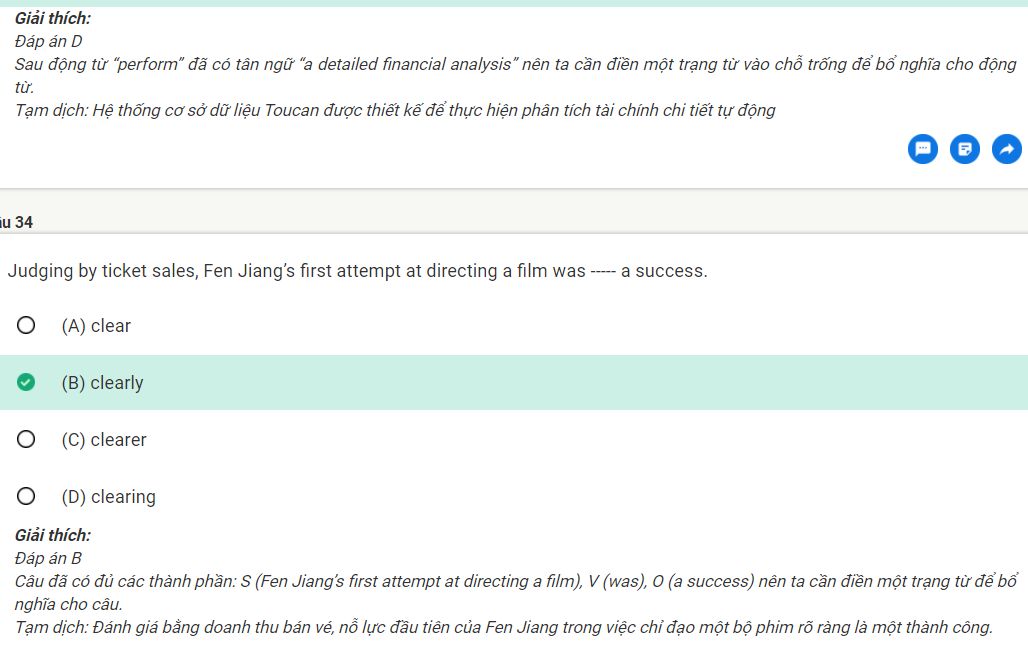 Giải thích:
Đáp án D
Sau động từ “perform” đã có tân ngữ “a detailed financial analysis” nên ta cần điền một trạng từ vào chỗ trống để bổ nghĩa cho động
từ.
Tạm dịch: Hệ thống cơ sở dữ liệu Toucan được thiết kế để thực hiện phân tích tài chính chi tiết tự động
âu 34
Judging by ticket sales, Fen Jiang’s first attempt at directing a film was ----- a success.
(A) clear
(B) clearly
(C) clearer
(D) clearing
Giải thích:
Đáp án B
Câu đã có đủ các thành phần: S (Fen Jiang’s first attempt at directing a film), V (was), O (a success) nên ta cần điền một trạng từ để bổ
nghĩa cho câu.
Tạm dịch: Đánh giá bằng doanh thu bán vé, nỗ lực đầu tiên của Fen Jiang trong việc chỉ đạo một bộ phim rõ ràng là một thành công.